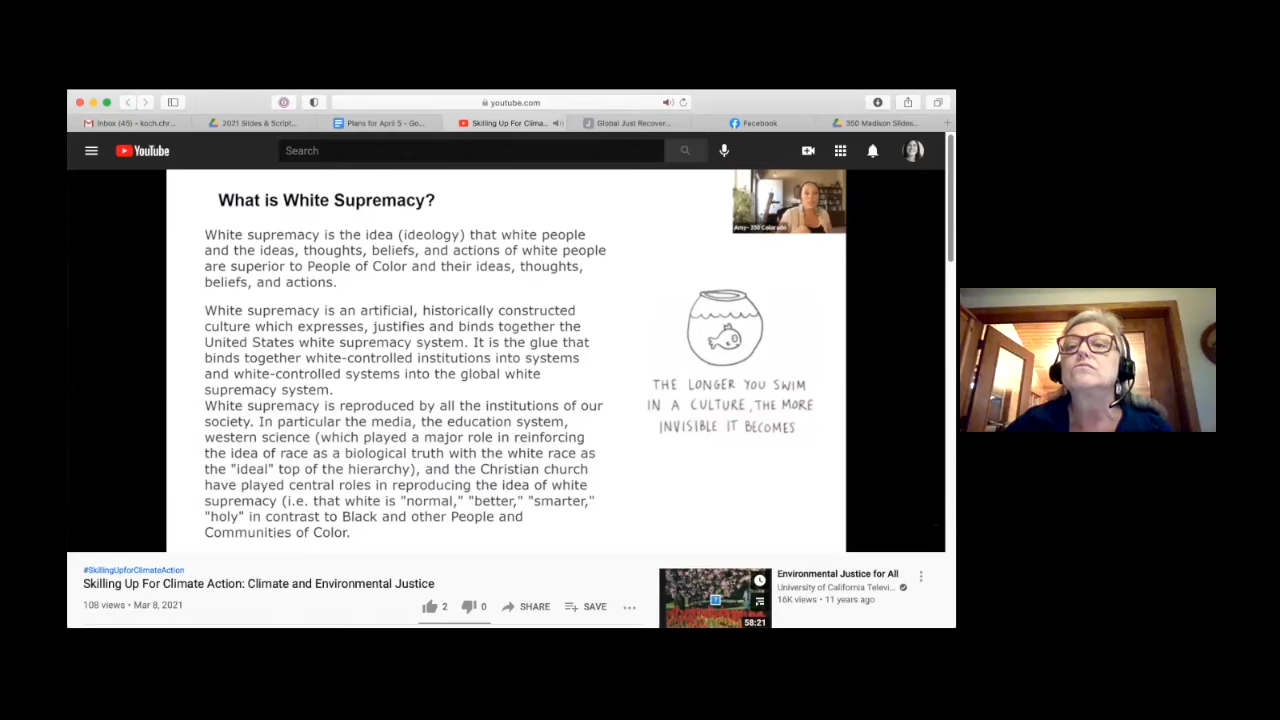 youtube.com
Inbox (45) - koch.chr...
2021 Slides & Script...
Plans for April 5 - Go...
Skilling Up For Clima...
Global Just Recover...
Facebook
350 Madison Slides...
YouTube
Search
What is White Supremacy?
White supremacy is the idea (ideology) that white people
and the ideas, thoughts, beliefs, and actions of white people
are superior to People of Color and their ideas, thoughts,
beliefs, and actions.
White supremacy is an artificial, historically constructed
culture which expresses, justifies and binds together the
United States white supremacy system. It is the glue that
binds together white-controlled institutions into systems
and white-controlled systems into the global white
supremacy system.
White supremacy is reproduced by all the institutions of our
society. In particular the media, the education system,
western science (which played a major role in reinforcing
the idea of race as a biological truth with the white race as
the "ideal" top of the hierarchy), and the Christian church
have played central roles in reproducing the idea of white
supremacy (i.e. that white is "normal," "better," "smarter,"
"holy" in contrast to Black and other People and
Communities of Color.
Amy- 350 Colorado
THE LONGER YOU SWIM
IN A CULTURE, THE MORE
INVISIBLE IT BECOMES
#SkillingUpforClimateAction
Skilling Up For Climate Action: Climate and Environmental Justice
108 views • Mar 8, 2021
2
0
SHARE
SAVE
58:21
Environmental Justice for All
University of California Televi...
16K views • 11 years ago